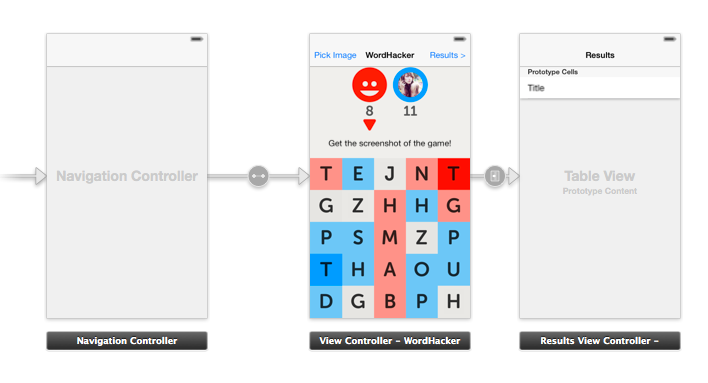 Navigation Controller
Navigation Controller
Pick Image WordHacker Results >
8 11
Get the screenshot of the game!
T E J N T
G Z H H G
P S M Z P
T H A O U
D G B P H
View Controller – WordHacker
Results
Prototype Cells
Title
Table View
Prototype Content
Results View Controller –